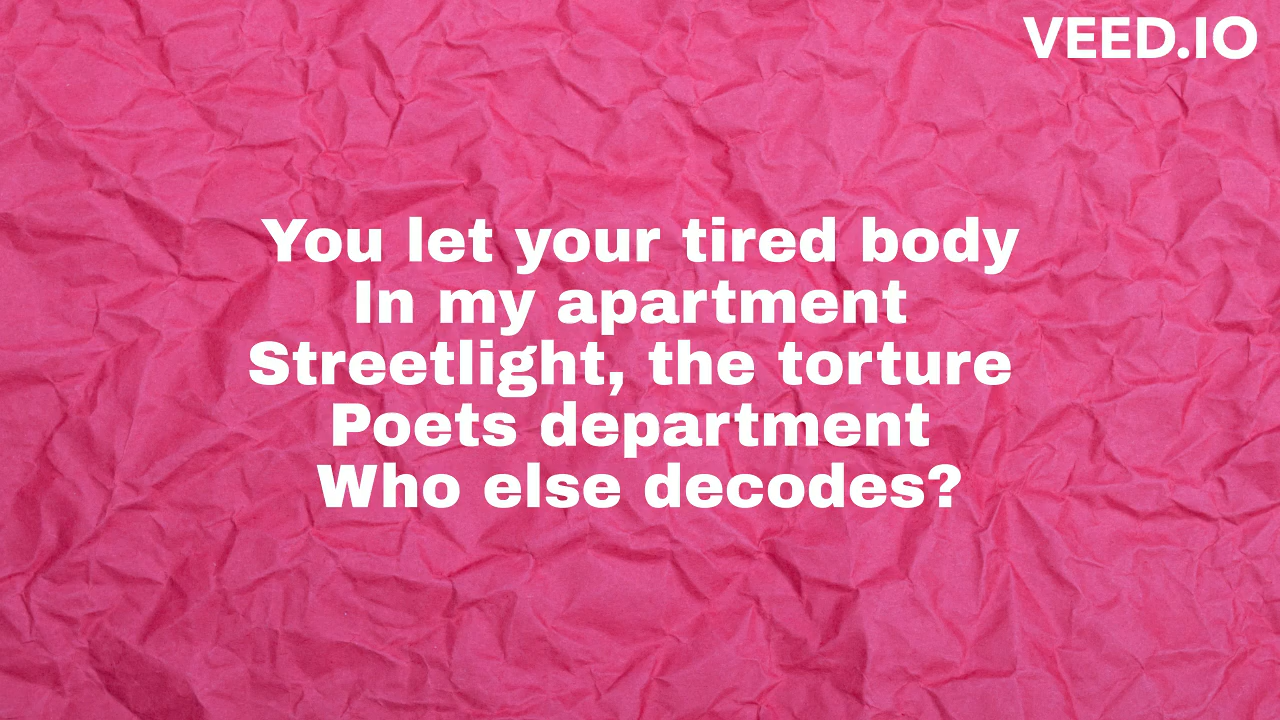 VEED.IO
You let your tired body
In my apartment
Streetlight, the torture
Poets department
Who else decodes?